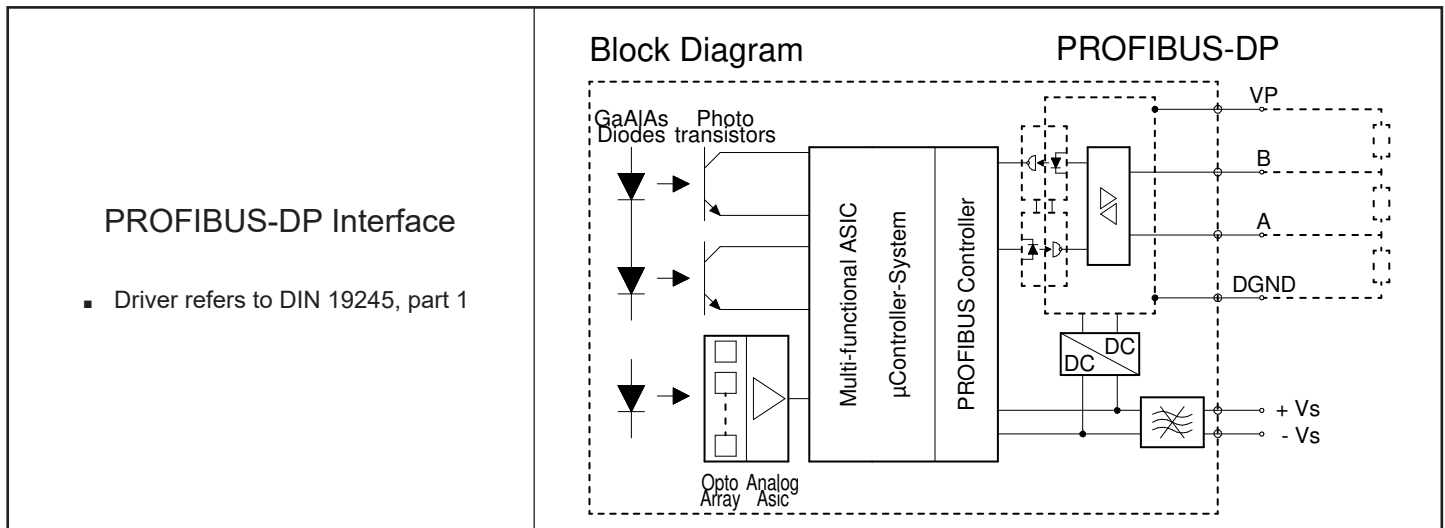 PROFIBUS-DP Interface
▪ Driver refers to DIN 19245, part 1
Block Diagram
PROFIBUS-DP
GaAlAs
Diodes
Photo
transistors
Multi-functional ASIC
µController-System
PROFIBUS Controller
VP
B
A
DGND
DC
DC
+ Vs
- Vs
Opto
Array
Analog
Asic